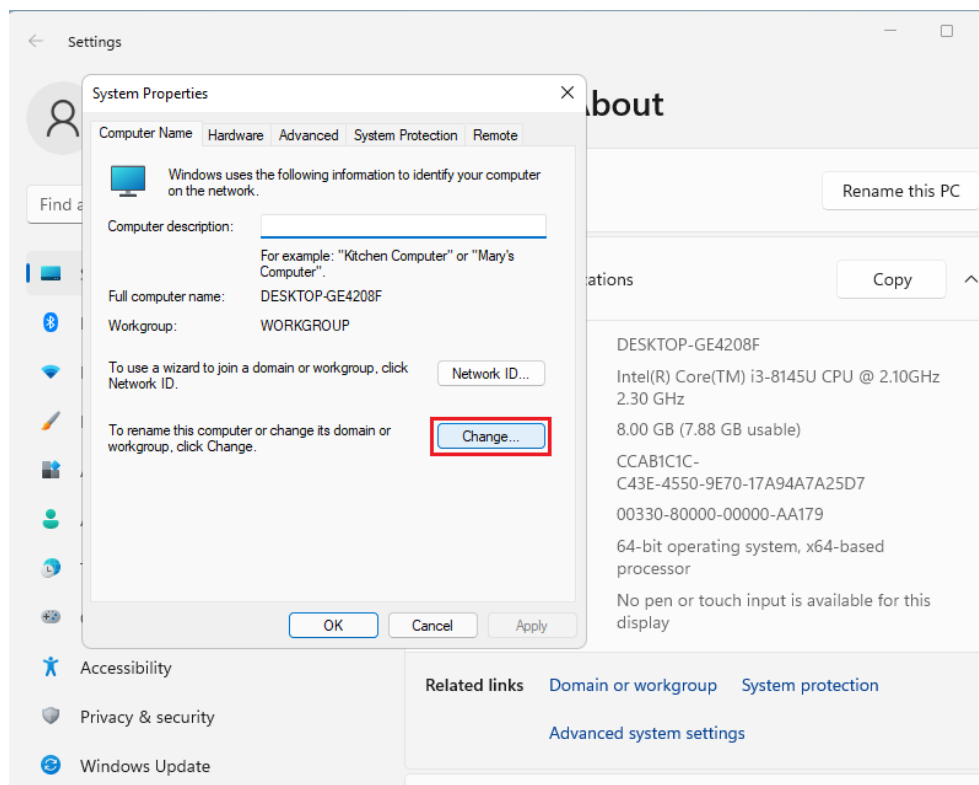 Settings
System Properties
Computer Name Hardware Advanced System Protection Remote
Windows uses the following information to identify your computer
on the network.
Computer description:
For example: "Kitchen Computer" or "Mary's
Computer".
Full computer name: DESKTOP-GE4208F
Workgroup: WORKGROUP
To use a wizard to join a domain or workgroup, click
Network ID.
Network ID...
To rename this computer or change its domain or
workgroup, click Change.
Change...
OK Cancel Apply
Find
Accessibility
Privacy & security
Windows Update
Rename this PC
Copy
DESKTOP-GE4208F
Intel(R) Core(TM) i3-8145U CPU @ 2.10GHz
2.30 GHz
8.00 GB (7.88 GB usable)
CCAB1C1C-
C43E-4550-9E70-17A94A7A25D7
00330-80000-00000-AA179
64-bit operating system, x64-based
processor
No pen or touch input is available for this
display
Related links Domain or workgroup System protection
Advanced system settings